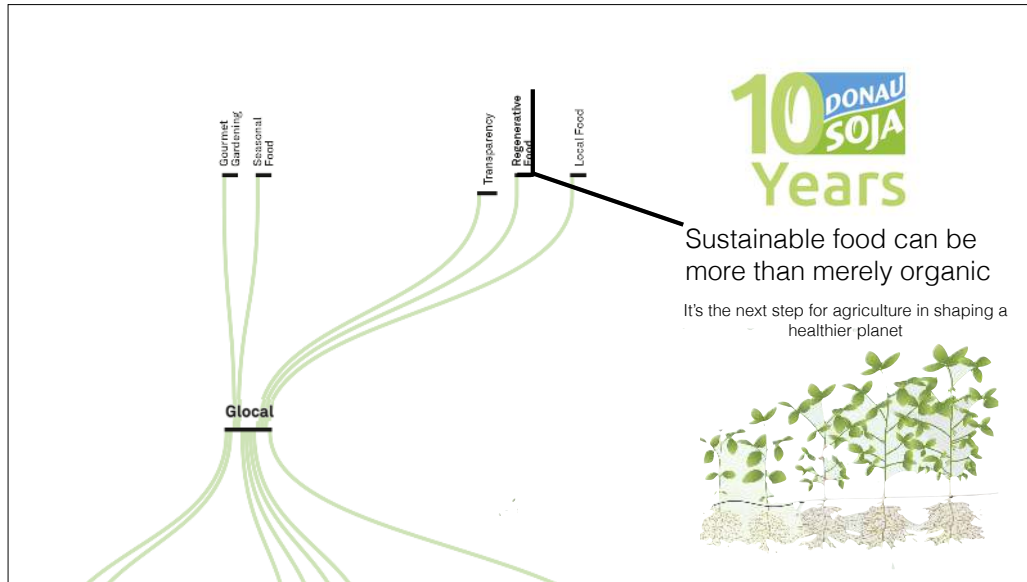 Gourmet
Gardening
Seasonal
Food
Transparency
Regenerative
Food
Local Food
Glocal
10 DONAU
SOJA
Years
Sustainable food can be
more than merely organic
It's the next step for agriculture in shaping a
healthier planet